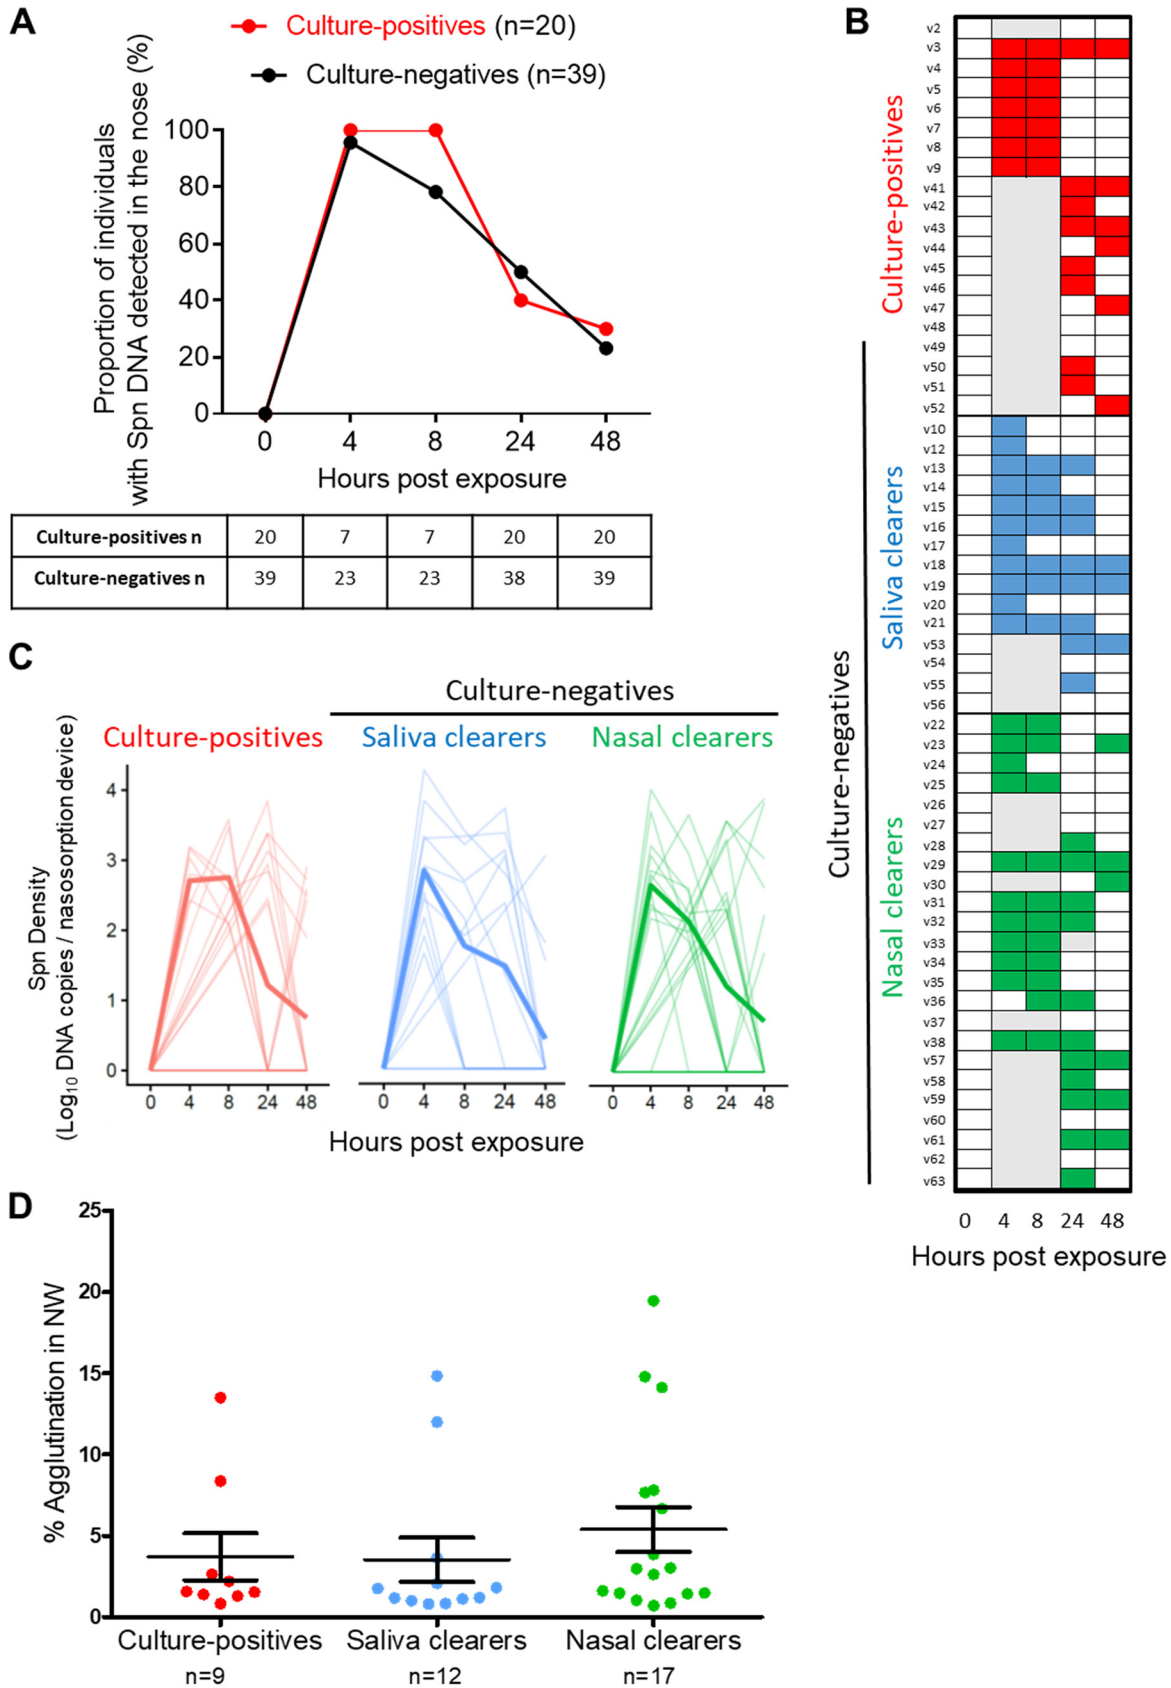 A
Culture-positives (n=20)
Culture-negatives (n=39)
Proportion of individuals
with Spn DNA detected in the nose (%)
100
80
60
40
20
0
0 4 8 24 48
Hours post exposure
Culture-positives n 20 7 7 20 20
Culture-negatives n 39 23 23 38 39
B
Culture-positives
Culture-negatives
Saliva clearers
Nasal clearers
v2
v3
v4
v5
v6
v7
v8
v9
v41
v42
v43
v44
v45
v46
v47
v48
v49
v50
v51
v52
v10
v12
v13
v14
v15
v16
v17
v18
v19
v20
v21
v53
v54
v55
v56
v22
v23
v24
v25
v26
v27
v28
v29
v30
v31
v32
v33
v34
v35
v36
v37
v38
v57
v58
v59
v60
v61
v62
v63
0 4 8 24 48
Hours post exposure
C
Culture-negatives
Culture-positives Saliva clearers Nasal clearers
Spn Density
(Log10 DNA copies / nasosorption device)
4
3
2
1
0
0 4 8 24 48 0 4 8 24 48 0 4 8 24 48
Hours post exposure
D
% Agglutination in NW
25
20
15
10
5
0
Culture-positives Saliva clearers Nasal clearers
n=9 n=12 n=17